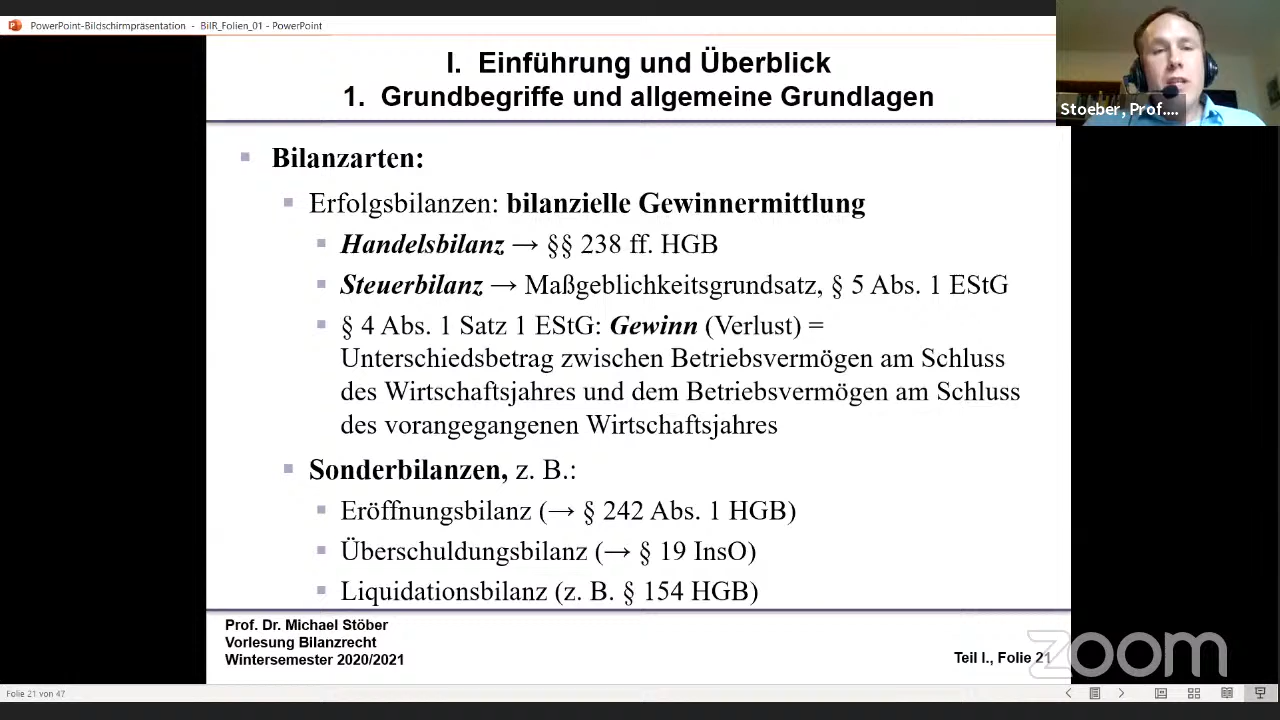 PowerPoint-Bildschirmpräsentation - BilR_Folien_01 - PowerPoint
I. Einführung und Überblick
1. Grundbegriffe und allgemeine Grundlagen
Stoeber, Prof....
Bilanzarten:
Erfolgsbilanzen: bilanzielle Gewinnermittlung
Handelsbilanz → §§ 238 ff. HGB
Steuerbilanz → Maßgeblichkeitsgrundsatz, § 5 Abs. 1 EStG
§ 4 Abs. 1 Satz 1 EStG: Gewinn (Verlust) =
Unterschiedsbetrag zwischen Betriebsvermögen am Schluss
des Wirtschaftsjahres und dem Betriebsvermögen am Schluss
des vorangegangenen Wirtschaftsjahres
Sonderbilanzen, z. B.:
Eröffnungsbilanz (→ § 242 Abs. 1 HGB)
Überschuldungsbilanz (→ § 19 InsO)
Liquidationsbilanz (z. B. § 154 HGB)
Prof. Dr. Michael Stöber
Vorlesung Bilanzrecht
Wintersemester 2020/2021
Teil I., Folie 21
zoom
Folie 21 von 47